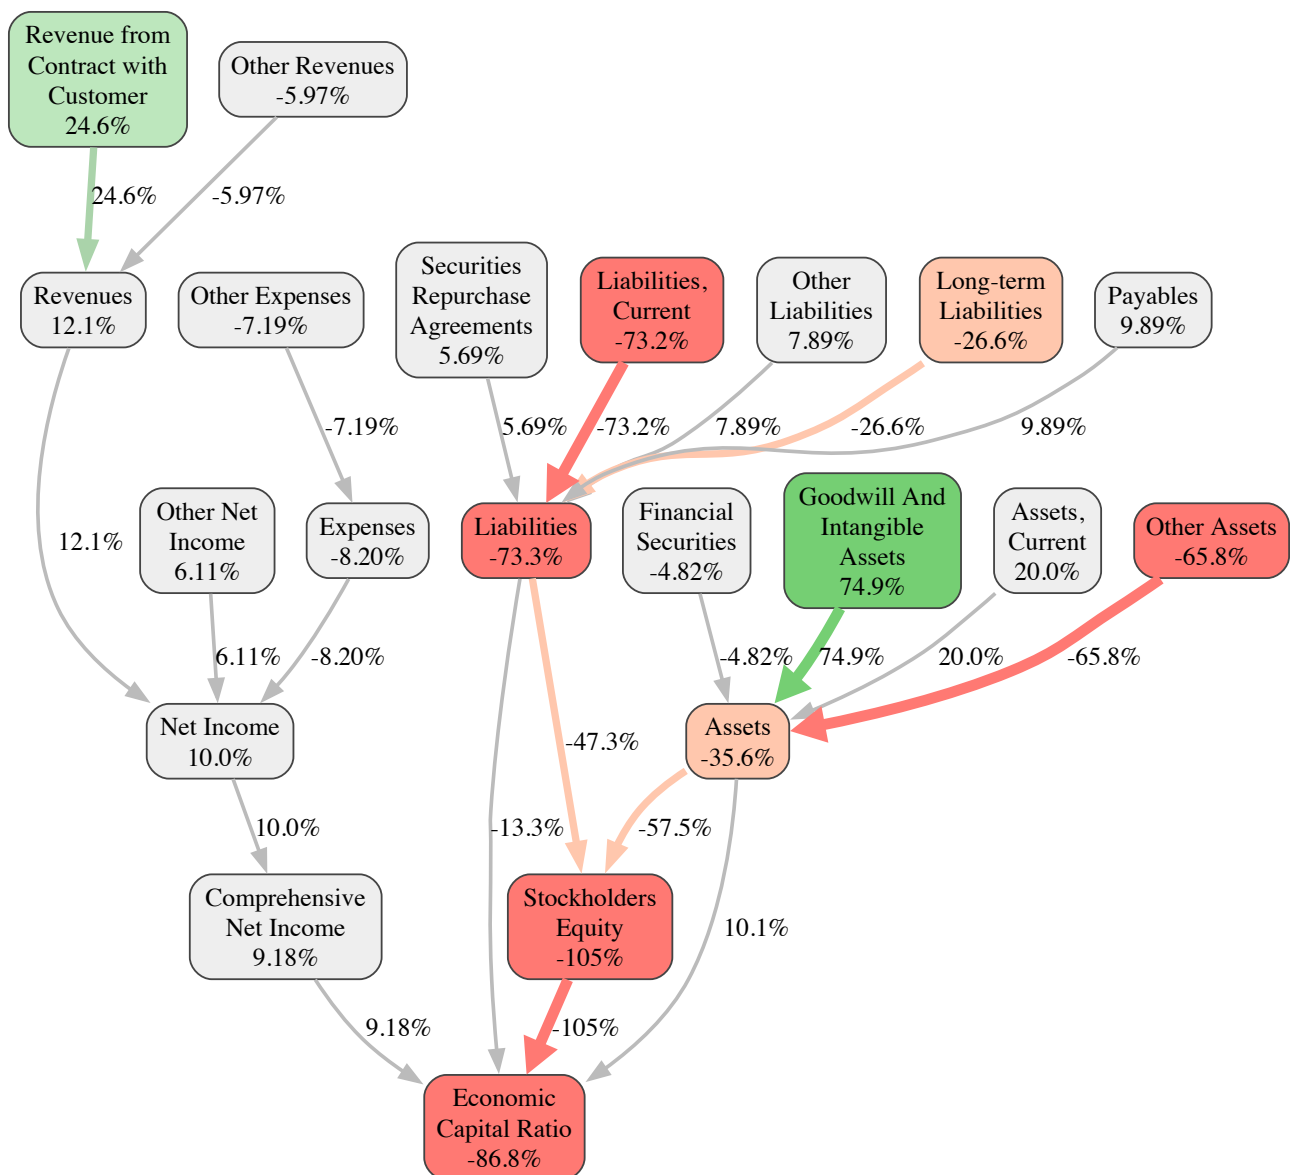 Revenue from
Contract with
Customer
24.6%
Other Revenues
-5.97%
24.6%
-5.97%
Revenues
12.1%
Other Expenses
-7.19%
Securities
Repurchase
Agreements
5.69%
Liabilities,
Current
-73.2%
Other
Liabilities
7.89%
Long-term
Liabilities
-26.6%
Payables
9.89%
-7.19%
5.69%
-73.2%
7.89%
-26.6%
9.89%
12.1%
Other Net
Income
6.11%
Expenses
-8.20%
Liabilities
-73.3%
Financial
Securities
-4.82%
Goodwill And
Intangible
Assets
74.9%
Assets,
Current
20.0%
Other Assets
-65.8%
6.11%
-8.20%
-4.82%
74.9%
20.0%
-65.8%
Net Income
10.0%
-47.3%
Assets
-35.6%
10.0%
-13.3%
-57.5%
Comprehensive
Net Income
9.18%
Stockholders
Equity
-105%
10.1%
9.18%
-105%
Economic
Capital Ratio
-86.8%